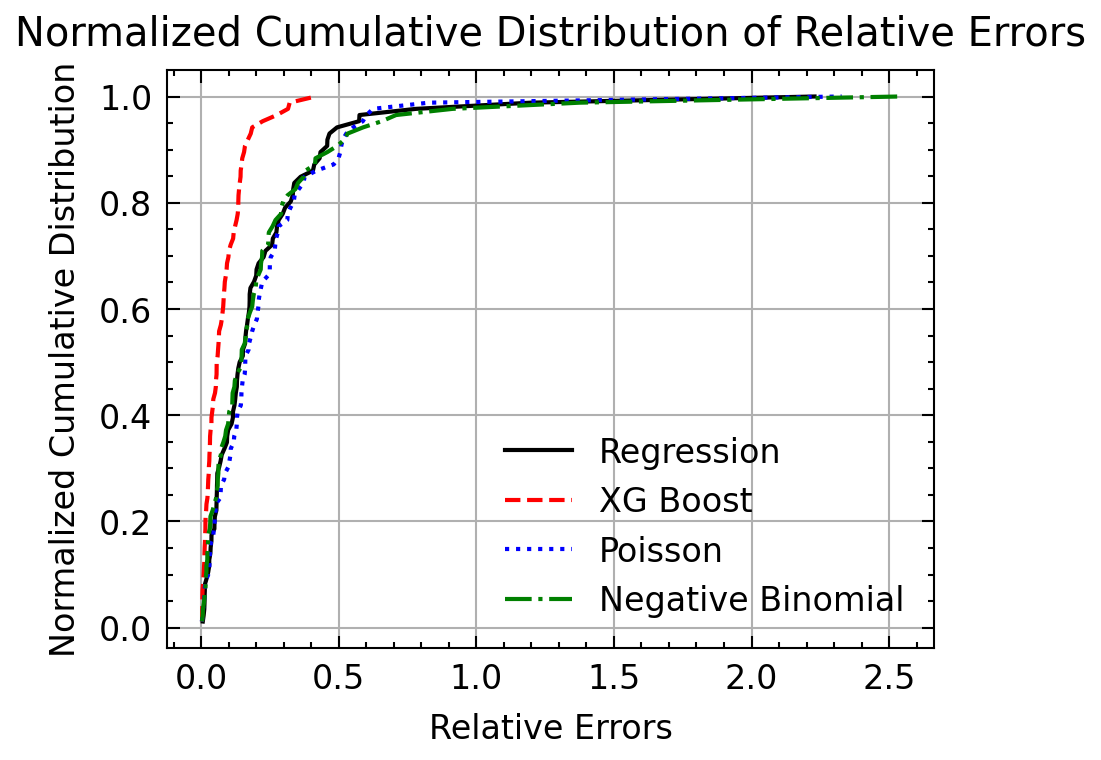 Normalized Cumulative Distribution of Relative Errors
Normalized Cumulative Distribution
1.0
0.8
0.6
0.4
0.2
0.0
Regression
XG Boost
Poisson
Negative Binomial
0.0 0.5 1.0 1.5 2.0 2.5
Relative Errors